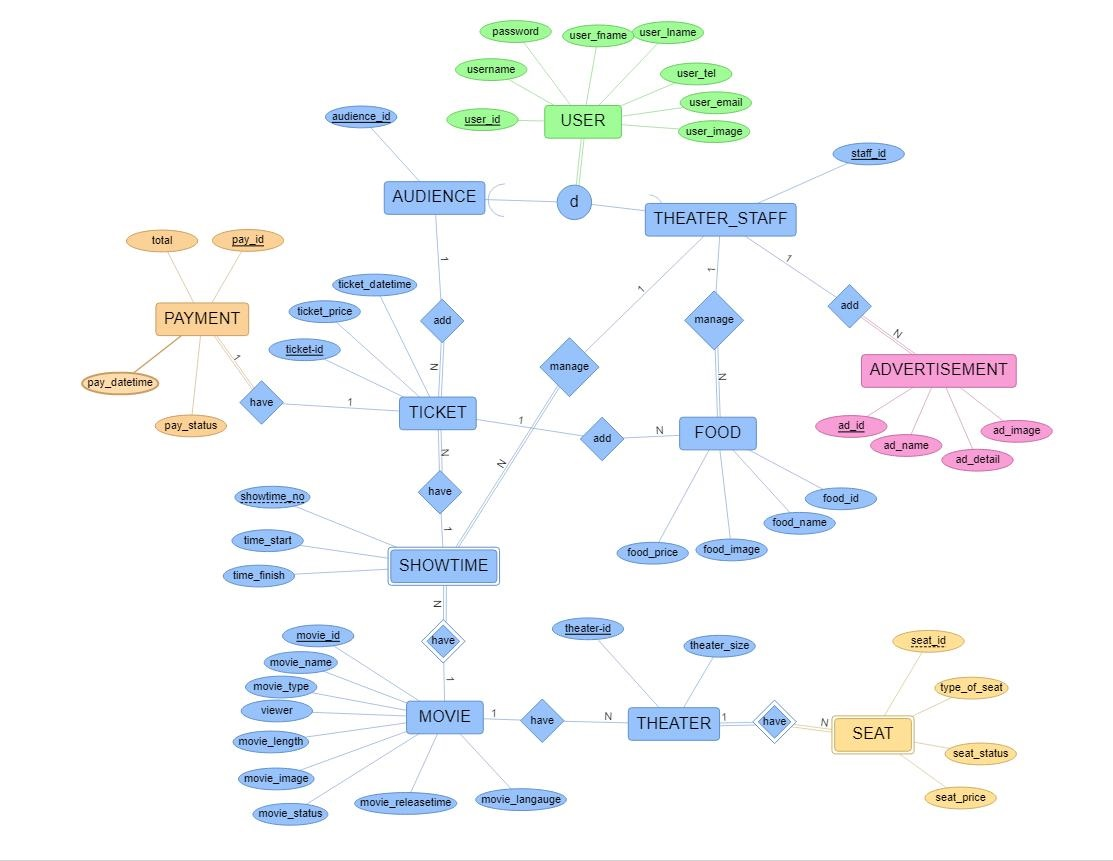 password
user_fname
user_lname
username
user_tel
user_email
user_id
USER
user_image
audience_id
staff_id
AUDIENCE
d
THEATER_STAFF
total
pay_id
1
1
1
1
ticket_datetime
ticket_price
add
manage
add
PAYMENT
N
ticket-id
1
manage
N
N
ADVERTISEMENT
pay_datetime
have
1
TICKET
1
add
N
FOOD
ad_id
ad_name
ad_detail
ad_image
pay_status
N
N
have
showtime_no
food_id
food_name
food_image
food_price
1
time_start
SHOWTIME
time_finish
N
have
1
movie_id
movie_name
movie_type
viewer
movie_length
movie_image
movie_status
movie_releasetime
movie_langauge
MOVIE
1
have
N
theater-id
theater_size
THEATER
1
have
N
SEAT
seat_id
type_of_seat
seat_status
seat_price